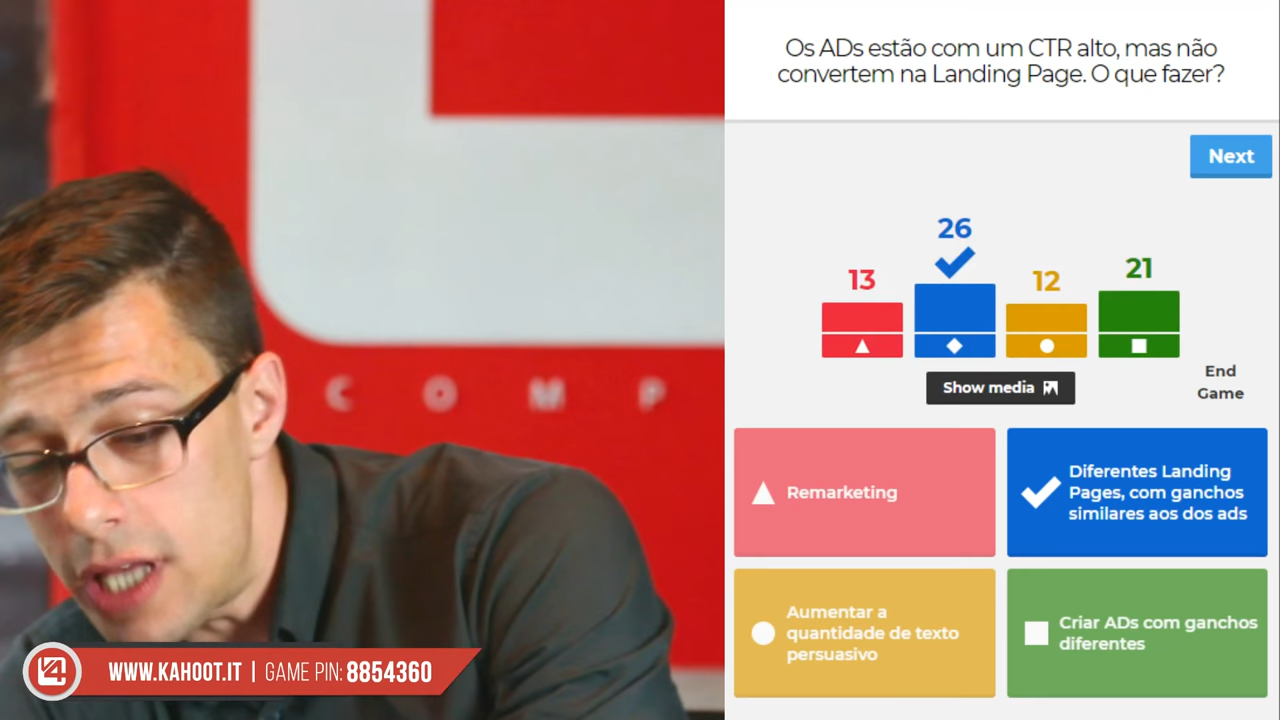 Os ADs estão com um CTR alto, mas não
convertem na Landing Page. O que fazer?
Next
26
13
12
21
Show media
End
Game
Remarketing
Diferentes Landing
Pages, com ganchos
similares aos dos ads
Aumentar a
quantidade de texto
persuasivo
Criar ADs com ganchos
diferentes
C O M P
V4 WWW.KAHOOT.IT | GAME PIN: 8854360